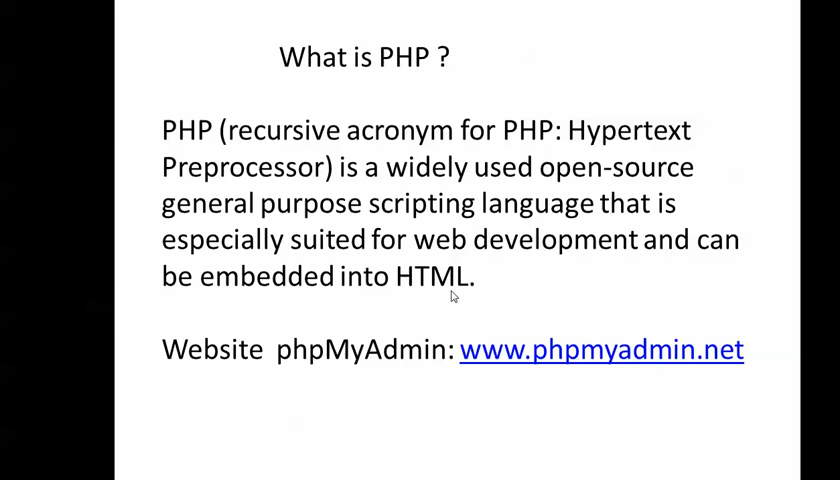 What is PHP ?
PHP (recursive acronym for PHP: Hypertext
Preprocessor) is a widely used open-source
general purpose scripting language that is
especially suited for web development and can
be embedded into HTML.
Website phpMyAdmin: www.phpmyadmin.net